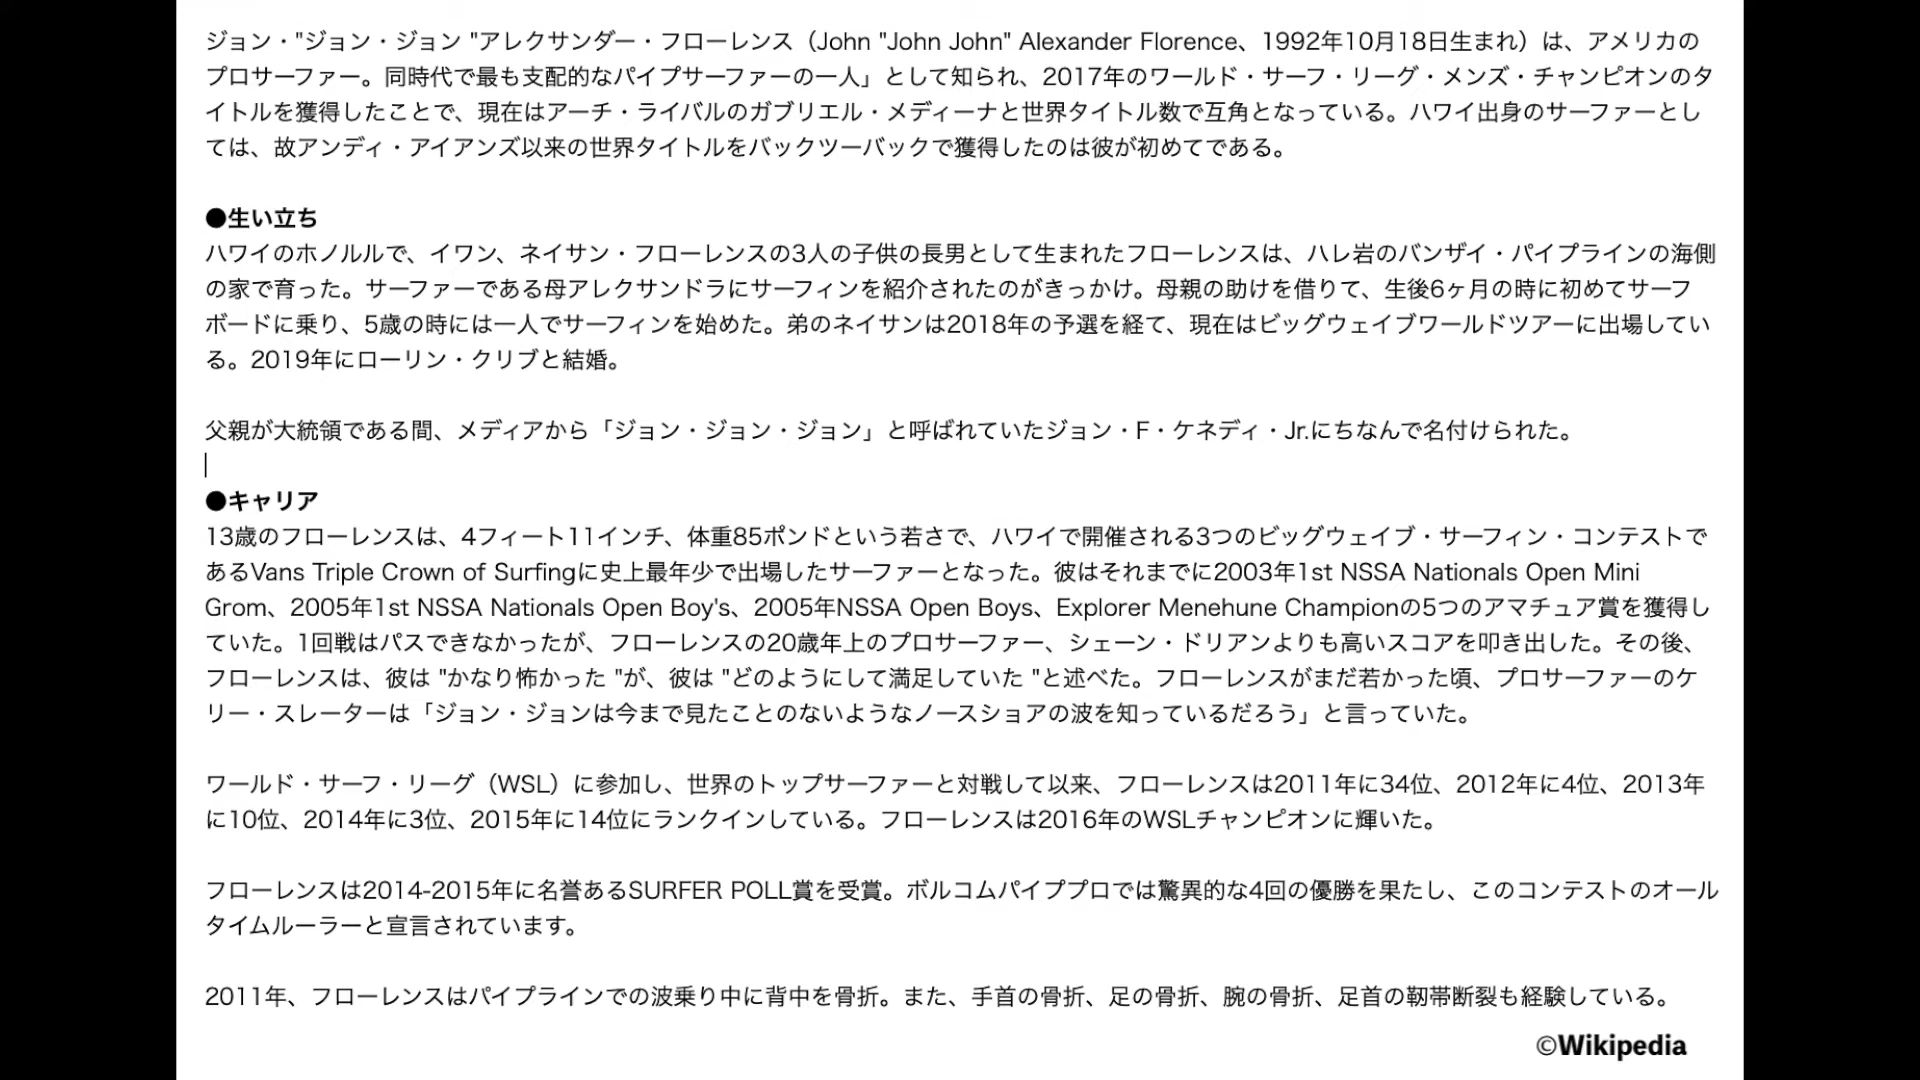 ジョン・"ジョン・ジョン "アレクサンダー・フローレンス（John "John John" Alexander Florence、1992年10月18日生まれ）は、アメリカの
プロサーファー。同時代で最も支配的なパイプサーファーの一人」として知られ、2017年のワールド・サーフ・リーグ・メンズ・チャンピオンのタ
イトルを獲得したことで、現在はアーチ・ライバルのガブリエル・メディーナと世界タイトル数で互角となっている。ハワイ出身のサーファーとし
ては、故アンディ・アイアンズ以来の世界タイトルをバックツーバックで獲得したのは彼が初めてである。
●生い立ち
ハワイのホノルルで、イワン、ネイサン・フローレンスの3人の子供の長男として生まれたフローレンスは、ハレ岩のバンザイ・パイプラインの海側
の家で育った。サーファーである母アレクサンドラにサーフィンを紹介されたのがきっかけ。母親の助けを借りて、生後6ヶ月の時に初めてサーフ
ボードに乗り、5歳の時には一人でサーフィンを始めた。弟のネイサンは2018年の予選を経て、現在はビッグウェイブワールドツアーに出場してい
る。2019年にローリン・クリブと結婚。
父親が大統領である間、メディアから「ジョン・ジョン・ジョン」と呼ばれていたジョン・F・ケネディ・Jr.にちなんで名付けられた。
●キャリア
13歳のフローレンスは、4フィート11インチ、体重85ポンドという若さで、ハワイで開催される3つのビッグウェイブ・サーフィン・コンテストで
あるVans Triple Crown of Surfingに史上最年少で出場したサーファーとなった。彼はそれまでに2003年1st NSSA Nationals Open Mini
Grom、2005年1st NSSA Nationals Open Boy's、2005年NSSA Open Boys、Explorer Menehune Championの5つのアマチュア賞を獲得し
ていた。1回戦はパスできなかったが、フローレンスの20歳年上のプロサーファー、シェーン・ドリアンよりも高いスコアを叩き出した。その後、
フローレンスは、彼は "かなり怖かった "が、彼は "どのようにして満足していた "と述べた。フローレンスがまだ若かった頃、プロサーファーのケ
リー・スレーターは「ジョン・ジョンは今まで見たことのないようなノースショアの波を知っているだろう」と言っていた。
ワールド・サーフ・リーグ（WSL）に参加し、世界のトップサーファーと対戦して以来、フローレンスは2011年に34位、2012年に4位、2013年
に10位、2014年に3位、2015年に14位にランクインしている。フローレンスは2016年のWSLチャンピオンに輝いた。
フローレンスは2014-2015年に名誉あるSURFER POLL賞を受賞。ボルコムパイププロでは驚異的な4回の優勝を果たし、このコンテストのオール
タイムルーラーと宣言されています。
2011年、フローレンスはパイプラインでの波乗り中に背中を骨折。また、手首の骨折、足の骨折、腕の骨折、足首の靭帯断裂も経験している。
©Wikipedia